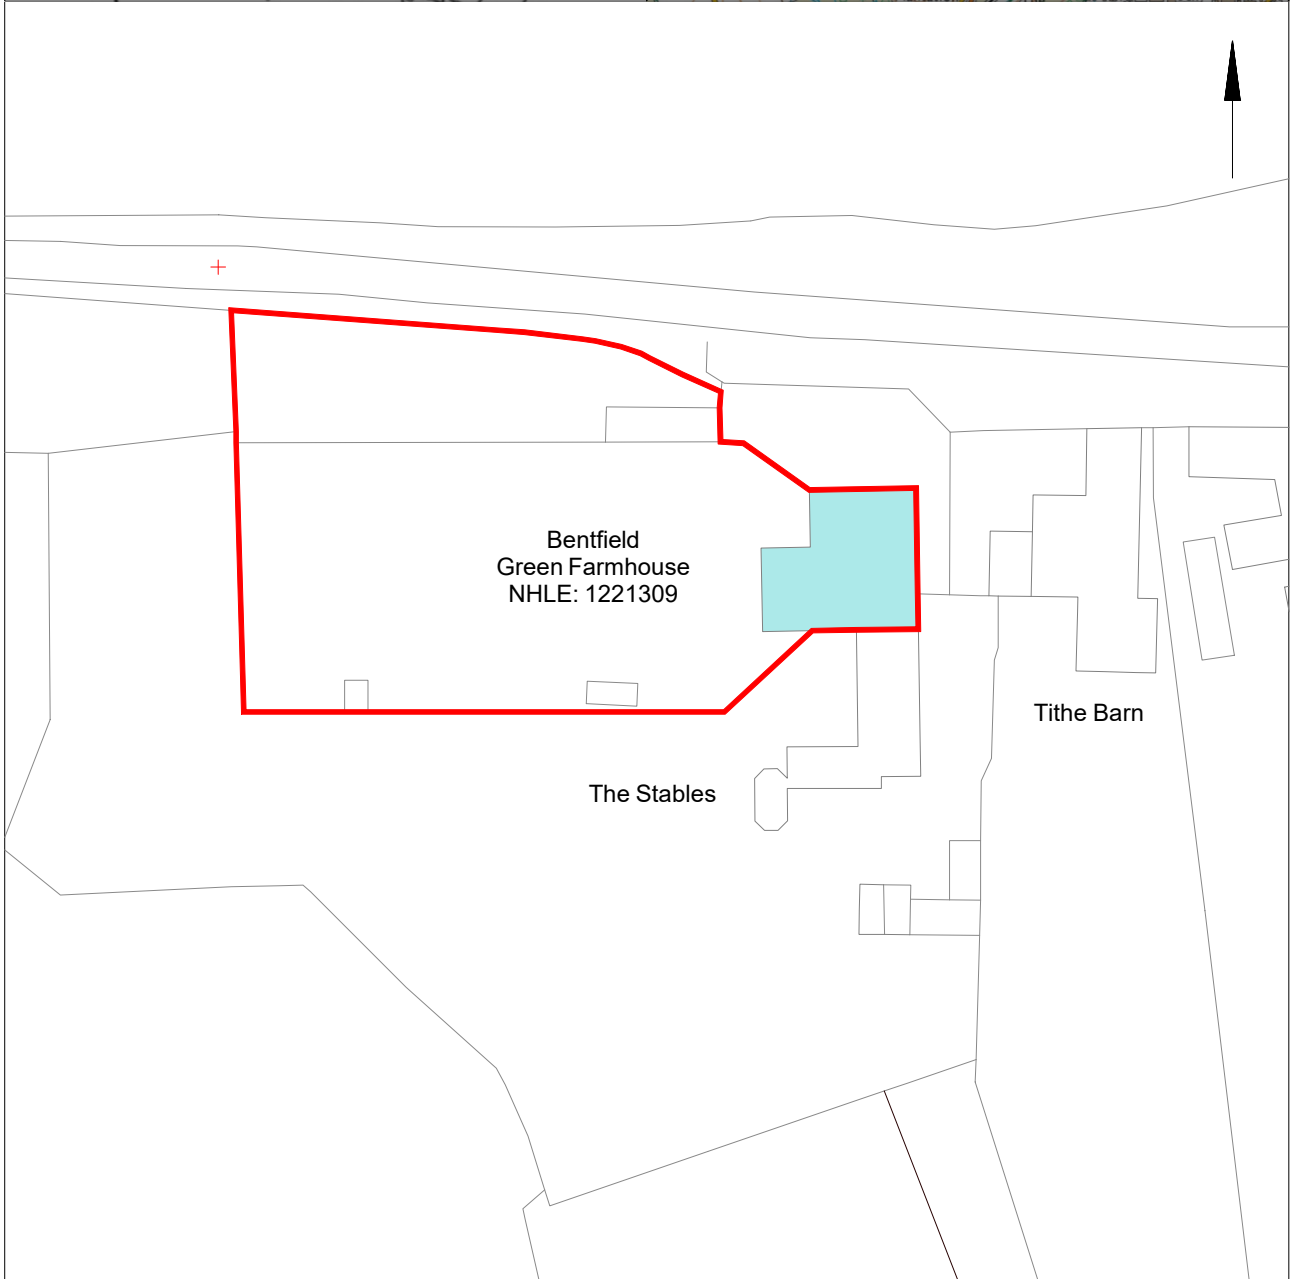 Bentfield
Green Farmhouse
NHLE: 1221309
Tithe Barn
The Stables